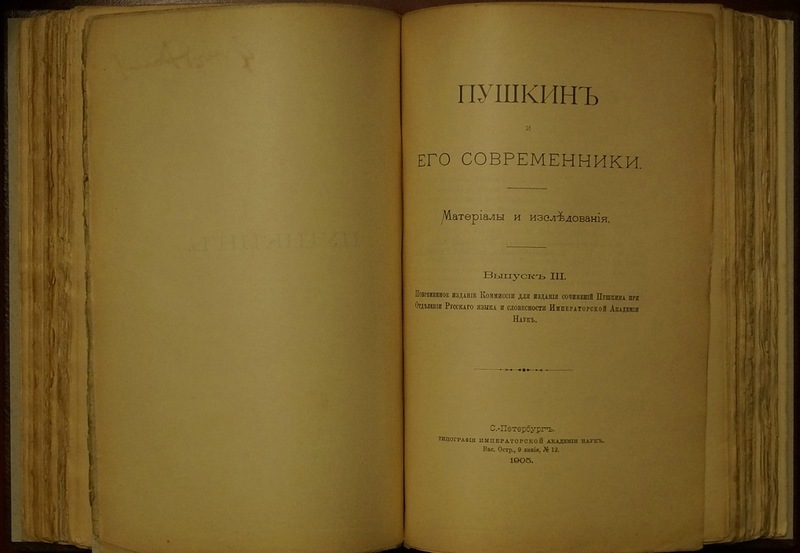 ПУШКИНЪ
И
ЕГО СОВРЕМЕННИКИ.
Матеріалы и изслѣдованія.
Выпускъ III.
Повременное изданіе Коммиссіи для изданія сочиненій Пушкина при
Отдѣленіи Русскаго языка и словесности Императорской Академіи
Наукъ.
С.-Петербургъ.
ТИПОГРАФІЯ ИМПЕРАТОРСКОЙ АКАДЕМІИ НАУКЪ.
Вас. Остр., 9 линія, № 12.
1905.